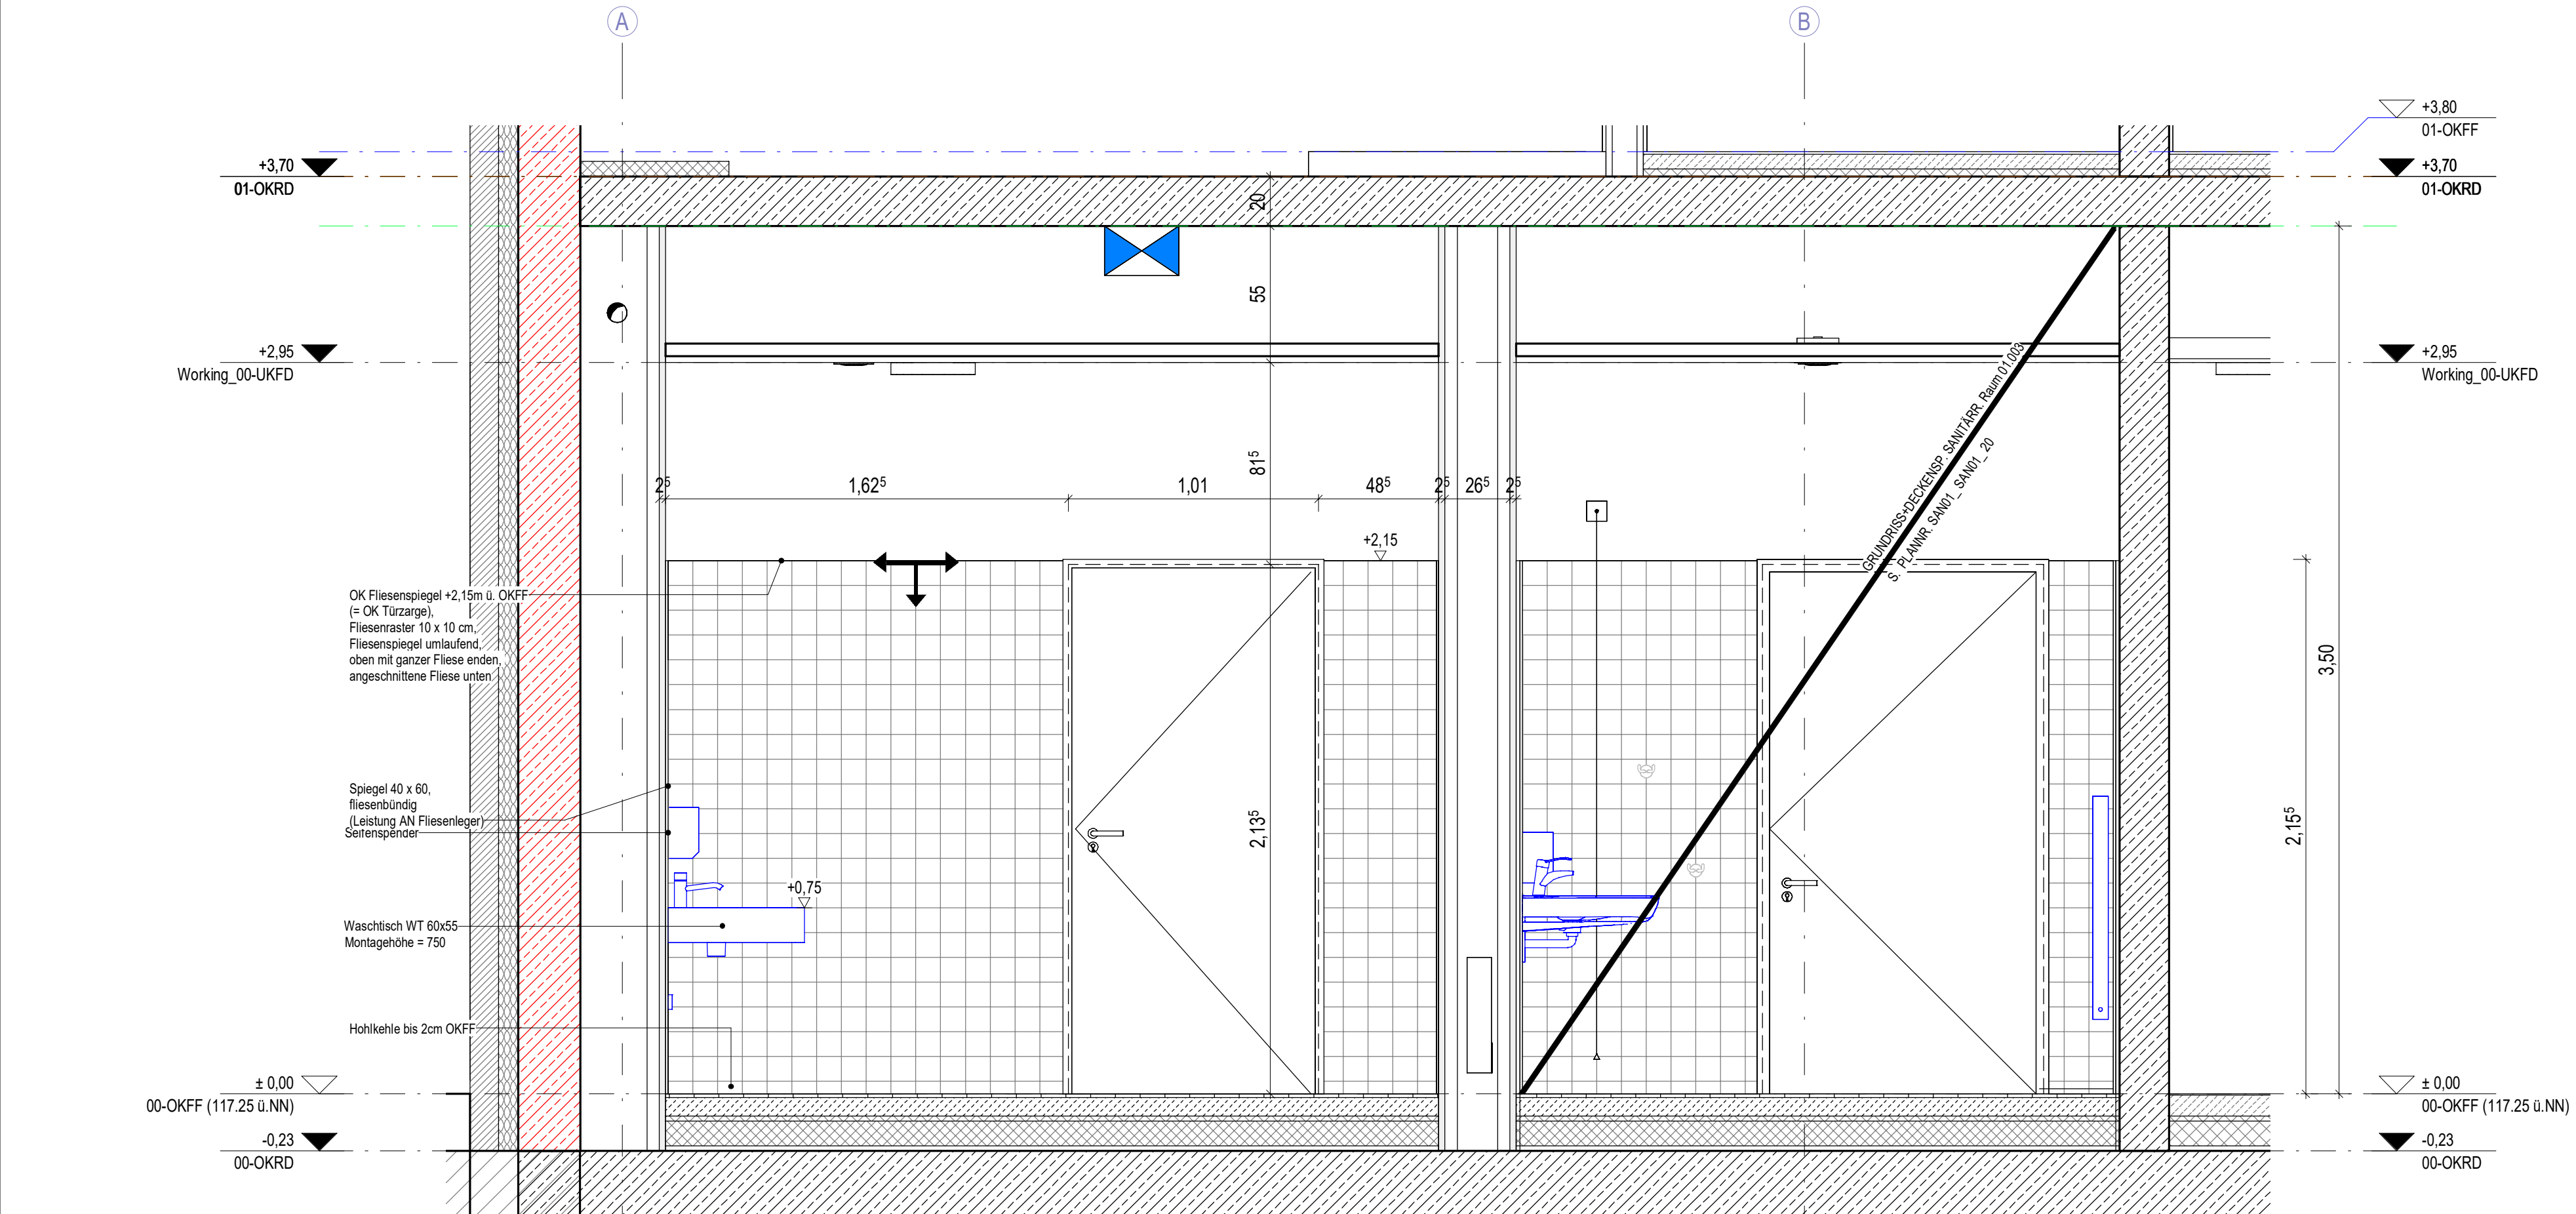 A
B
+3,80
01-OKFF
+3,70
01-OKRD
+3,70
01-OKRD
20
55
+2,95
Working_00-UKFD
+2,95
Working_00-UKFD
GRUNDRISS+DECKENSP. SANITÄRR. Raum 01.003
S. PLANNR. SAN01_SAN01_20
81⁵
2⁵
1,62⁵
1,01
48⁵
2⁵
26⁵
2⁵
+2,15
OK Fliesenspiegel +2,15m ü. OKFF
(= OK Türzarge),
Fliesenraster 10 x 10 cm,
Fliesenspiegel umlaufend,
oben mit ganzer Fliese enden,
angeschnittene Fliese unten
3,50
2,15⁵
2,13⁵
Spiegel 40 x 60,
fliesenbündig
(Leistung AN Fliesenleger)
Seifenspender
+0,75
Waschtisch WT 60x55
Montagehöhe = 750
Hohlkehle bis 2cm OKFF
± 0,00
00-OKFF (117.25 ü.NN)
-0,23
00-OKRD
± 0,00
00-OKFF (117.25 ü.NN)
-0,23
00-OKRD